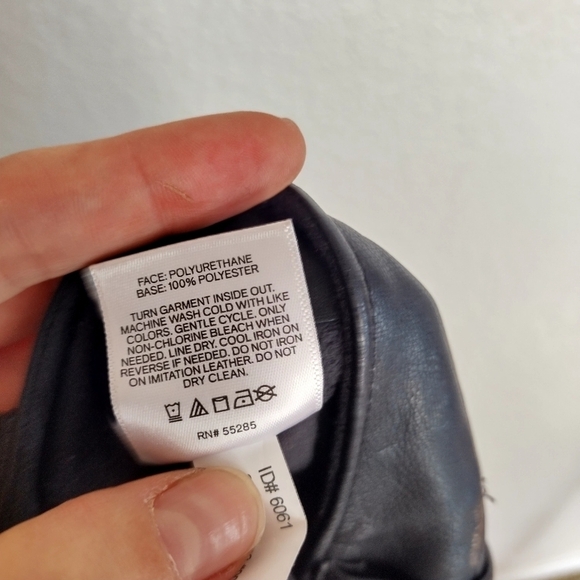 FACE: POLYURETHANE
BASE: 100% POLYESTER
TURN GARMENT INSIDE OUT.
MACHINE WASH COLD WITH LIKE
COLORS. GENTLE CYCLE. ONLY
NON-CHLORINE BLEACH WHEN
NEEDED. LINE DRY. COOL IRON ON
REVERSE IF NEEDED. DO NOT IRON
ON IMITATION LEATHER. DO NOT
DRY CLEAN.
RN# 55285
ID# 6061